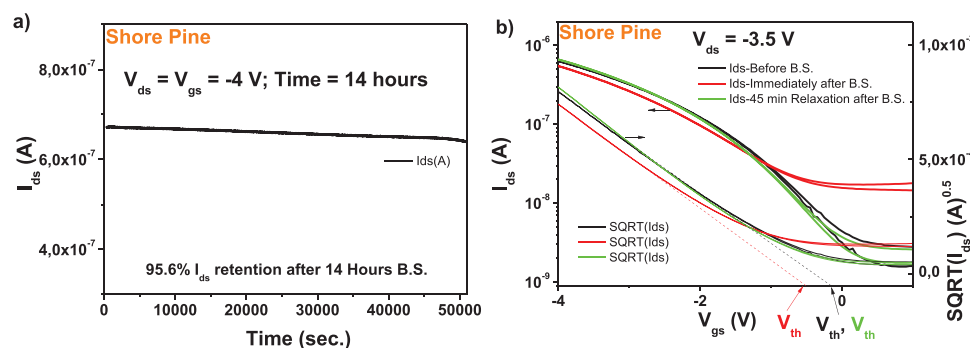 a)
Shore Pine
V_ds = V_gs = -4 V; Time = 14 hours
Ids(A)
95.6% I_ds retention after 14 Hours B.S.
I_ds (A)
8,0x10⁻⁷
6,0x10⁻⁷
4,0x10⁻⁷
0 10000 20000 30000 40000 50000
Time (sec.)
b)
Shore Pine
V_ds = -3.5 V
Ids-Before B.S.
Ids-Immediately after B.S.
Ids-45 min Relaxation after B.S.
SQRT(Ids)
SQRT(Ids)
SQRT(Ids)
I_ds (A)
10⁻⁶
10⁻⁷
10⁻⁸
10⁻⁹
-4 -2 0
V_gs (V)
V_th
V_th, V_th
5,0x10
0,0
SQRT(I_ds) (A)⁰·⁵